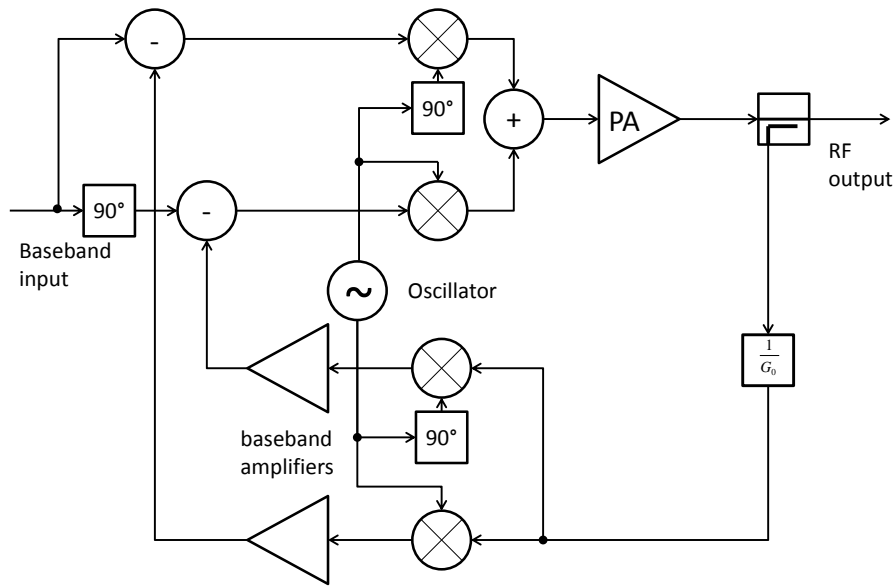 -
90°
+
PA
RF
output
90°
-
Baseband
input
~
Oscillator
1
G₀
90°
baseband
amplifiers